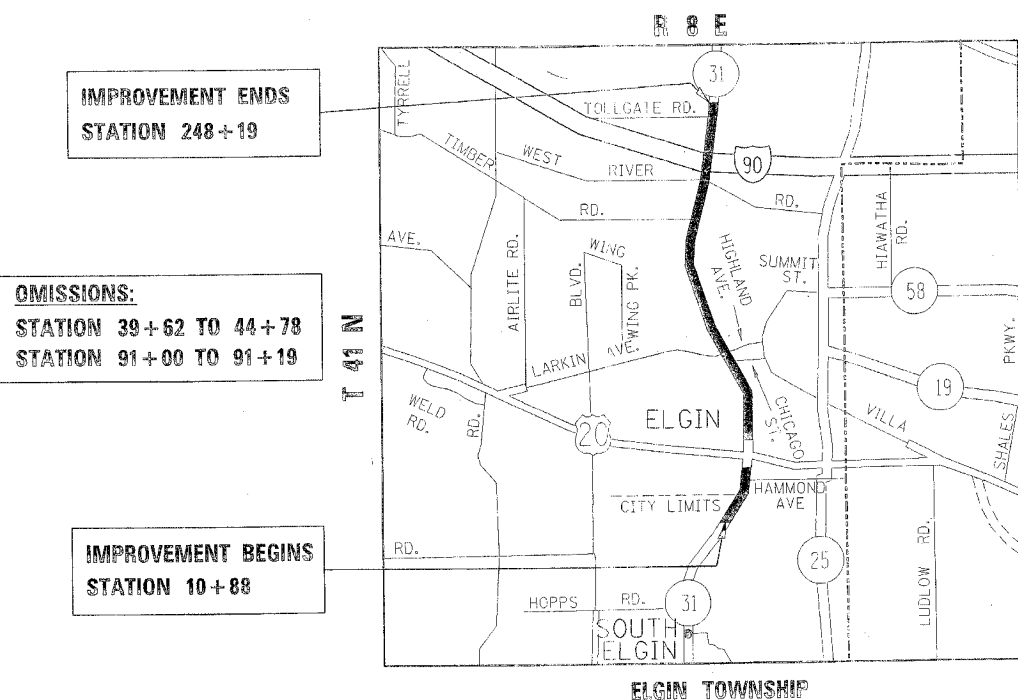 R 8 E
IMPROVEMENT ENDS
STATION 248+19
31
TYRRELL
TOLLGATE RD.
TIMBER
WEST
RIVER
90
RD.
RD.
AVE.
AIRLITE RD.
BLVD.
WING
WING PK.
HIGHLAND
AVE.
SUMMIT
ST.
HIAWATHA
RD.
58
OMISSIONS:
STATION 39+62 TO 44+78
STATION 91+00 TO 91+19
T 41 N
LARKIN AVE.
PKWY.
19
WELD
RD.
RD.
20
ELGIN
CHICAGO
ST.
VILLA
SHALES
CITY LIMITS
HAMMOND
AVE
IMPROVEMENT BEGINS
STATION 10+88
RD.
25
LUDLOW RD.
HOPPS RD.
31
SOUTH
ELGIN
ELGIN TOWNSHIP